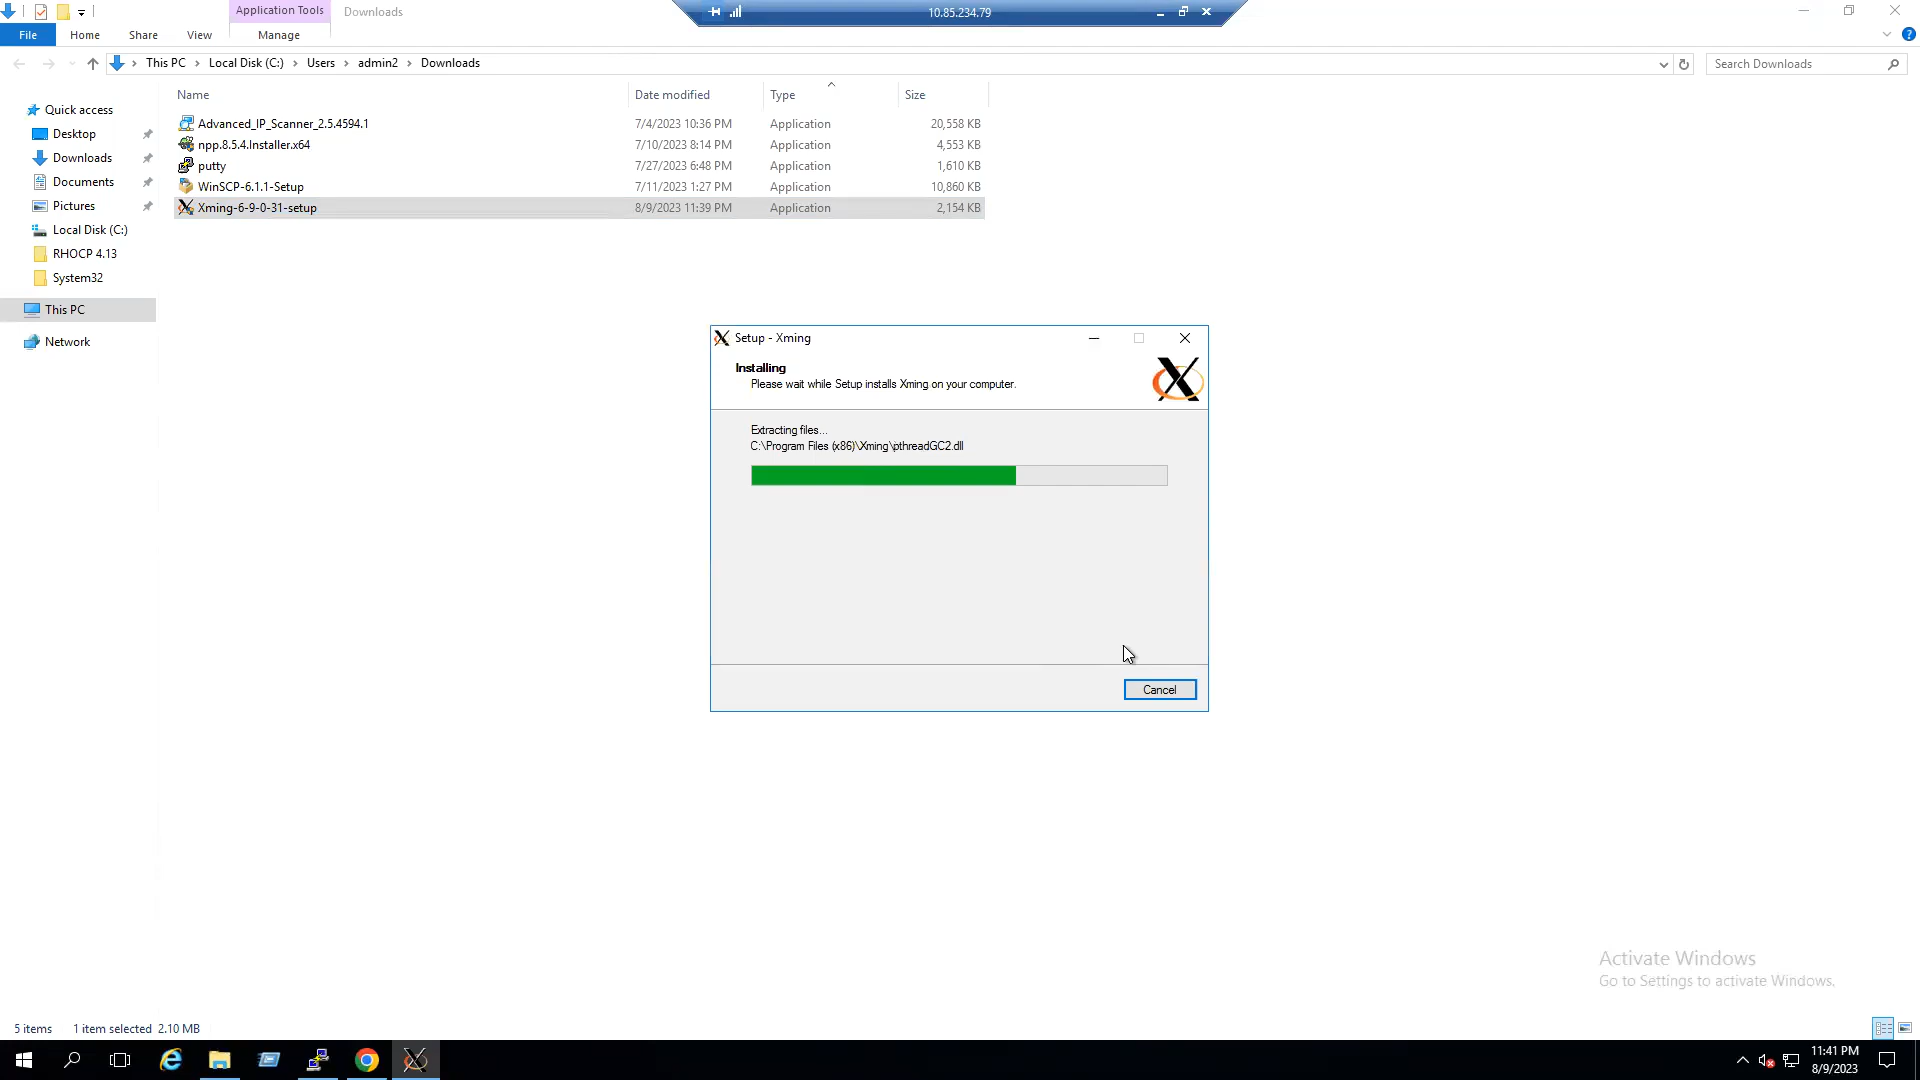 Application Tools
Downloads
10.85.234.79
File
Home
Share
View
Manage
This PC
Local Disk (C:)
Users
admin2
Downloads
Search Downloads
Name
Date modified
Type
Size
Quick access
Desktop
Downloads
Documents
Pictures
Local Disk (C:)
RHOCP 4.13
System32
This PC
Network
Advanced_IP_Scanner_2.5.4594.1 7/4/2023 10:36 PM Application 20,558 KB
npp.8.5.4.Installer.x64 7/10/2023 8:14 PM Application 4,553 KB
putty 7/27/2023 6:48 PM Application 1,610 KB
WinSCP-6.1.1-Setup 7/11/2023 1:27 PM Application 10,860 KB
Xming-6-9-0-31-setup 8/9/2023 11:39 PM Application 2,154 KB
Setup - Xming
Installing
Please wait while Setup installs Xming on your computer.
Extracting files...
C:\Program Files (x86)\Xming\pthreadGC2.dll
Cancel
Activate Windows
Go to Settings to activate Windows.
5 items 1 item selected 2.10 MB
11:41 PM
8/9/2023